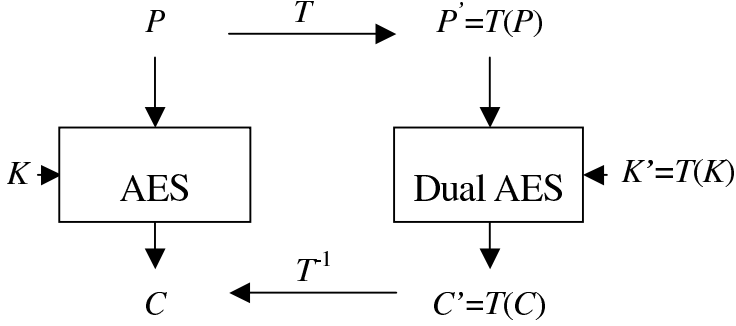 P T P'=T(P)
K AES Dual AES K'=T(K)
T-1
C C'=T(C)